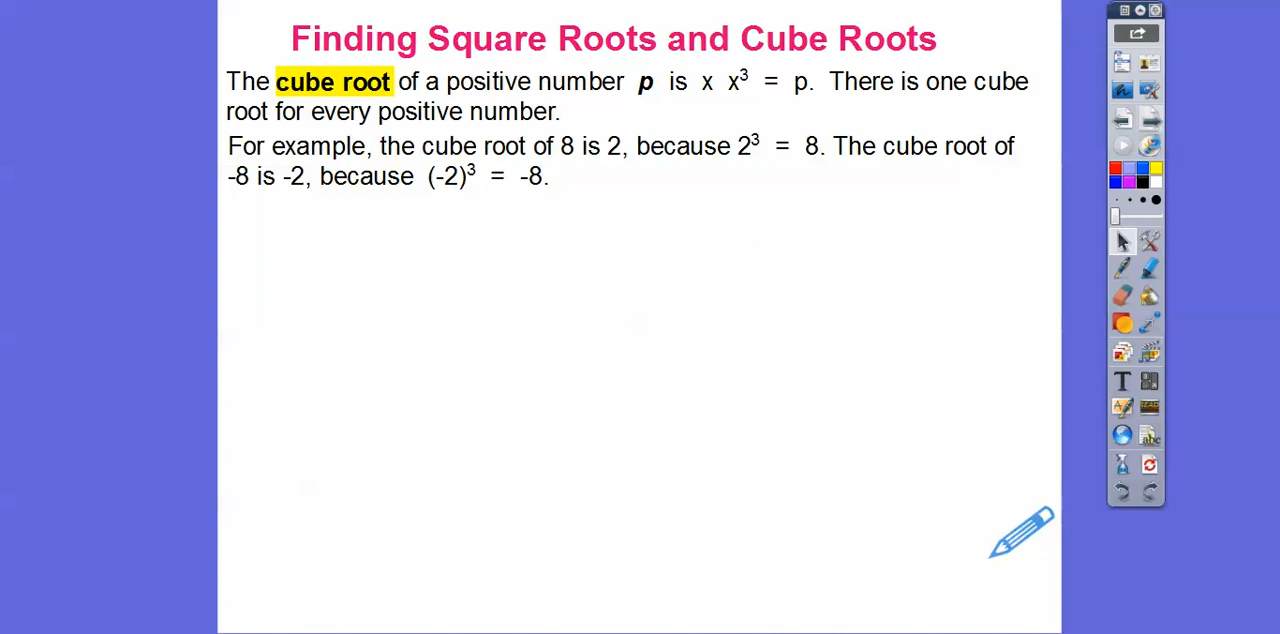 Finding Square Roots and Cube Roots
The cube root of a positive number p is x x³ = p. There is one cube
root for every positive number.
For example, the cube root of 8 is 2, because 2³ = 8. The cube root of
-8 is -2, because (-2)³ = -8.